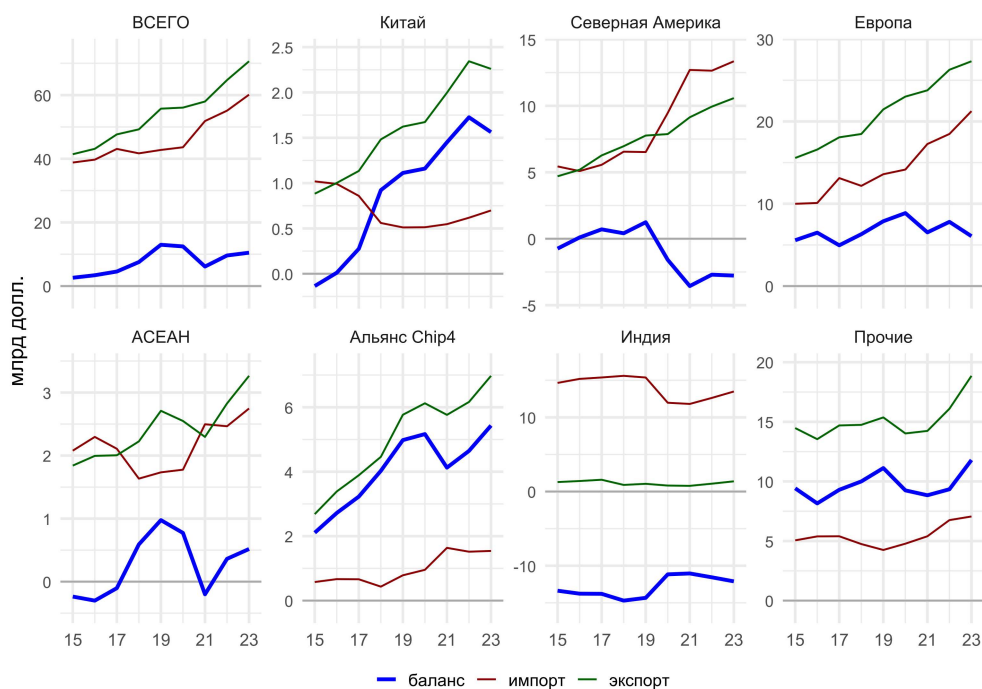 ВСЕГО
Китай
Северная Америка
Европа
60
40
20
0
2.5
2.0
1.5
1.0
0.5
0.0
15
10
5
0
-5
30
20
10
0
млрд долл.
АСЕАН
Альянс Chip4
Индия
Прочие
3
2
1
0
6
4
2
0
10
0
-10
20
15
10
5
0
15 17 19 21 23
15 17 19 21 23
15 17 19 21 23
15 17 19 21 23
баланс импорт экспорт